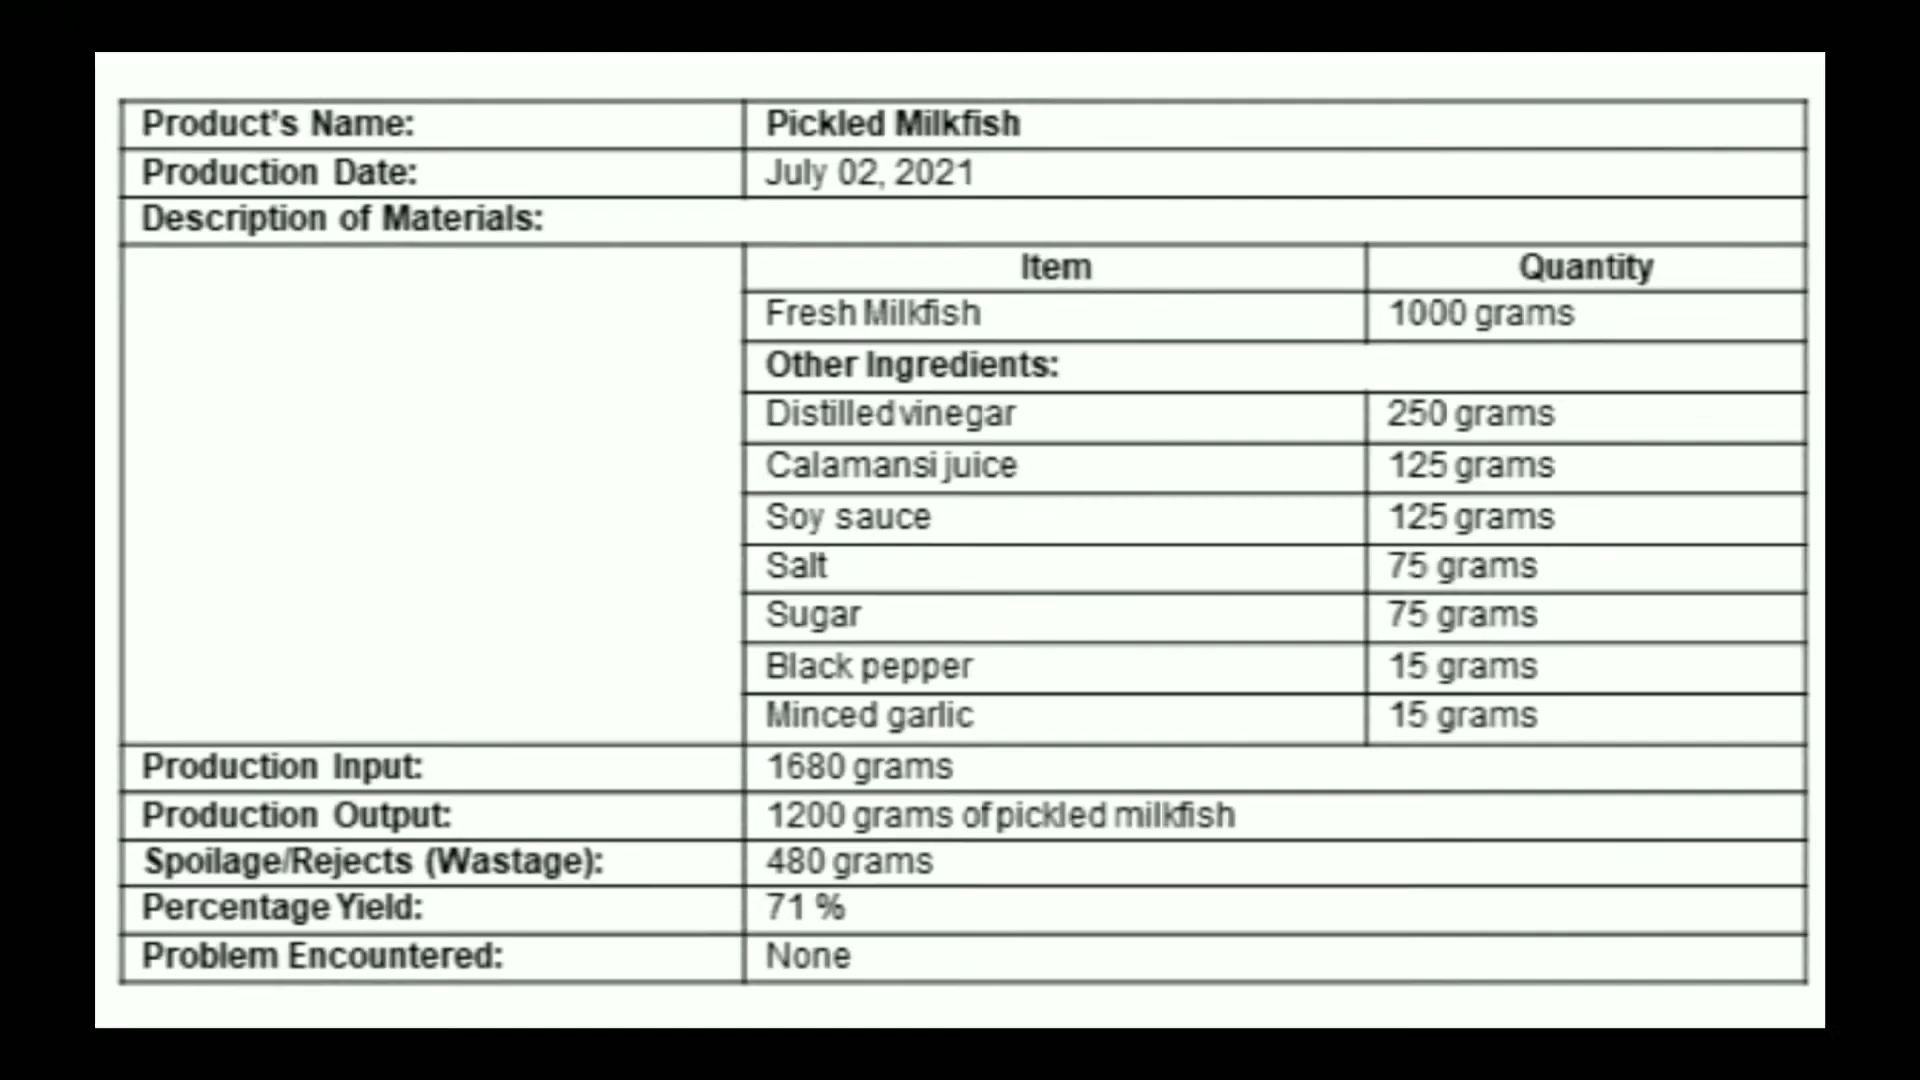 Product's Name: Pickled Milkfish
Production Date: July 02, 2021
Description of Materials:
Item Quantity
Fresh Milkfish 1000 grams
Other Ingredients:
Distilled vinegar 250 grams
Calamansi juice 125 grams
Soy sauce 125 grams
Salt 75 grams
Sugar 75 grams
Black pepper 15 grams
Minced garlic 15 grams
Production Input: 1680 grams
Production Output: 1200 grams of pickled milkfish
Spoilage/Rejects (Wastage): 480 grams
Percentage Yield: 71 %
Problem Encountered: None